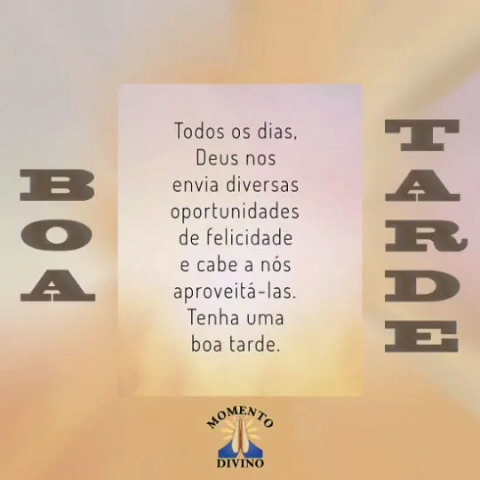 BOA
TARDE
Todos os dias,
Deus nos
envia diversas
oportunidades
de felicidade
e cabe a nós
aproveitá-las.
Tenha uma
boa tarde.
MOMENTO
DIVINO